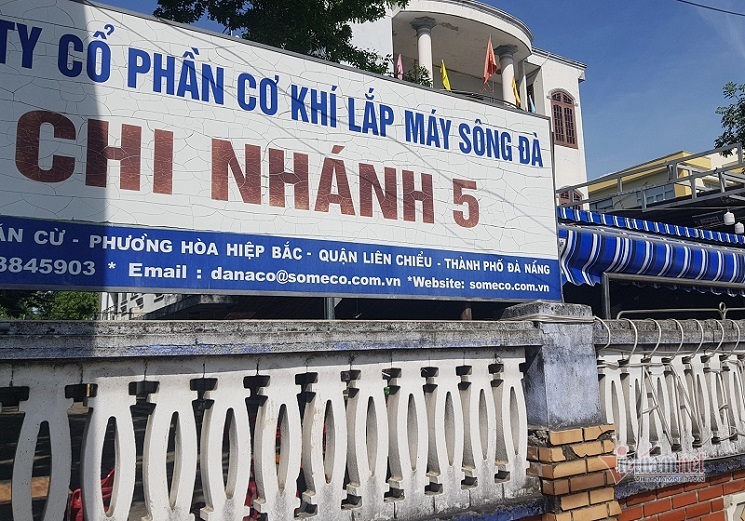 TY CỔ PHẦN CƠ KHÍ LẮP MÁY SÔNG ĐÀ
CHI NHÁNH 5
CỪ - PHƯỜNG HÒA HIỆP BẮC - QUẬN LIÊN CHIỂU - THÀNH PHỐ ĐÀ NẴNG
3845903 * Email : danaco@someco.com.vn *Website: someco.com.vn
vietnamnet